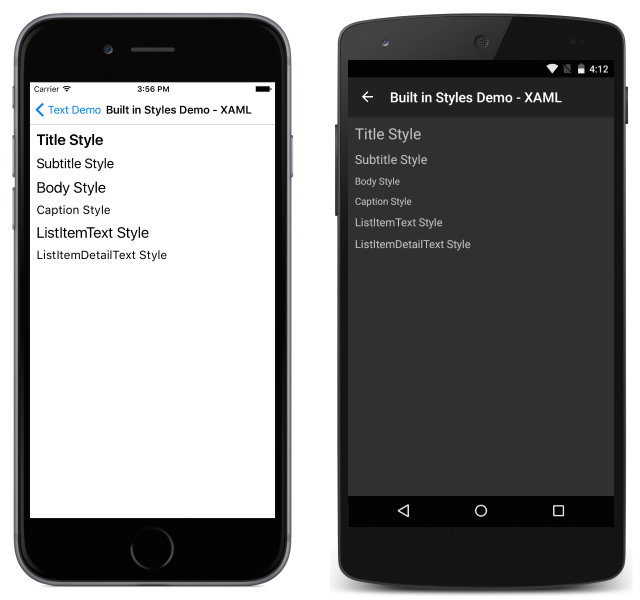 Carrier 3:56 PM
Text Demo Built in Styles Demo - XAML
Title Style
Subtitle Style
Body Style
Caption Style
ListItemText Style
ListItemDetailText Style
4:12
Built in Styles Demo - XAML
Title Style
Subtitle Style
Body Style
Caption Style
ListItemText Style
ListItemDetailText Style